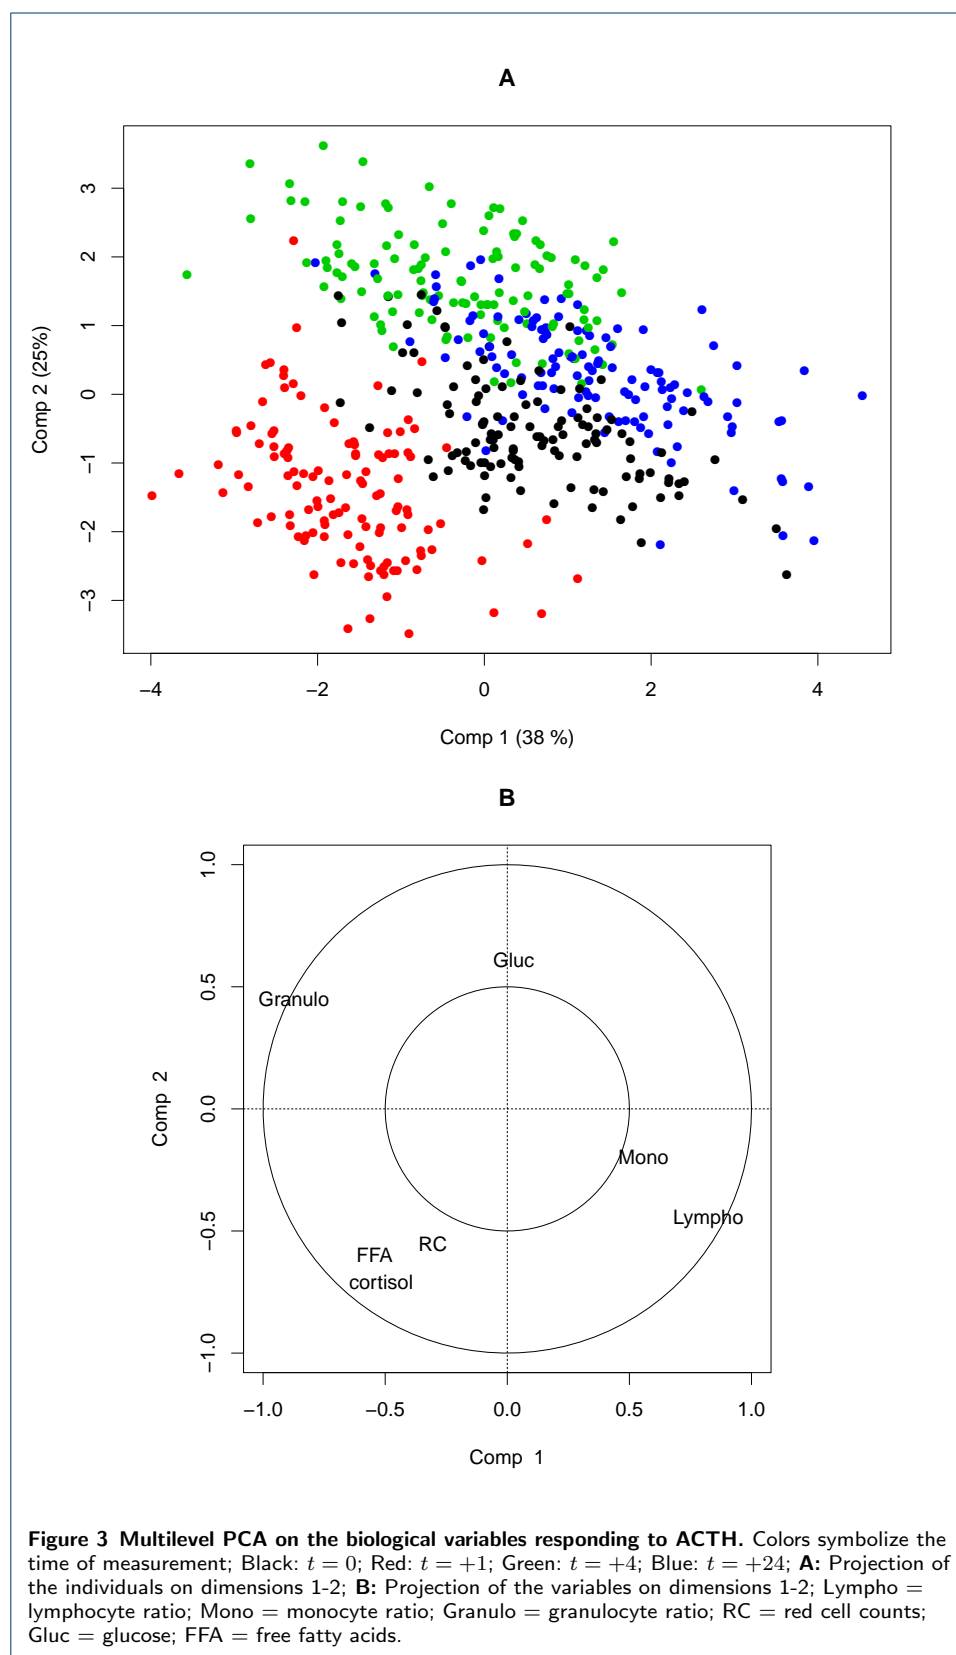 A
3
2
1
0
−1
−2
−3
Comp 2 (25%)
−4
−2
0
2
4
Comp 1 (38 %)
B
1.0
0.5
0.0
−0.5
−1.0
Comp 2
Gluc
Granulo
Mono
Lympho
RC
FFA
cortisol
−1.0
−0.5
0.0
0.5
1.0
Comp 1
Figure 3 Multilevel PCA on the biological variables responding to ACTH. Colors symbolize the
time of measurement; Black: t = 0; Red: t = +1; Green: t = +4; Blue: t = +24; A: Projection of
the individuals on dimensions 1-2; B: Projection of the variables on dimensions 1-2; Lympho =
lymphocyte ratio; Mono = monocyte ratio; Granulo = granulocyte ratio; RC = red cell counts;
Gluc = glucose; FFA = free fatty acids.